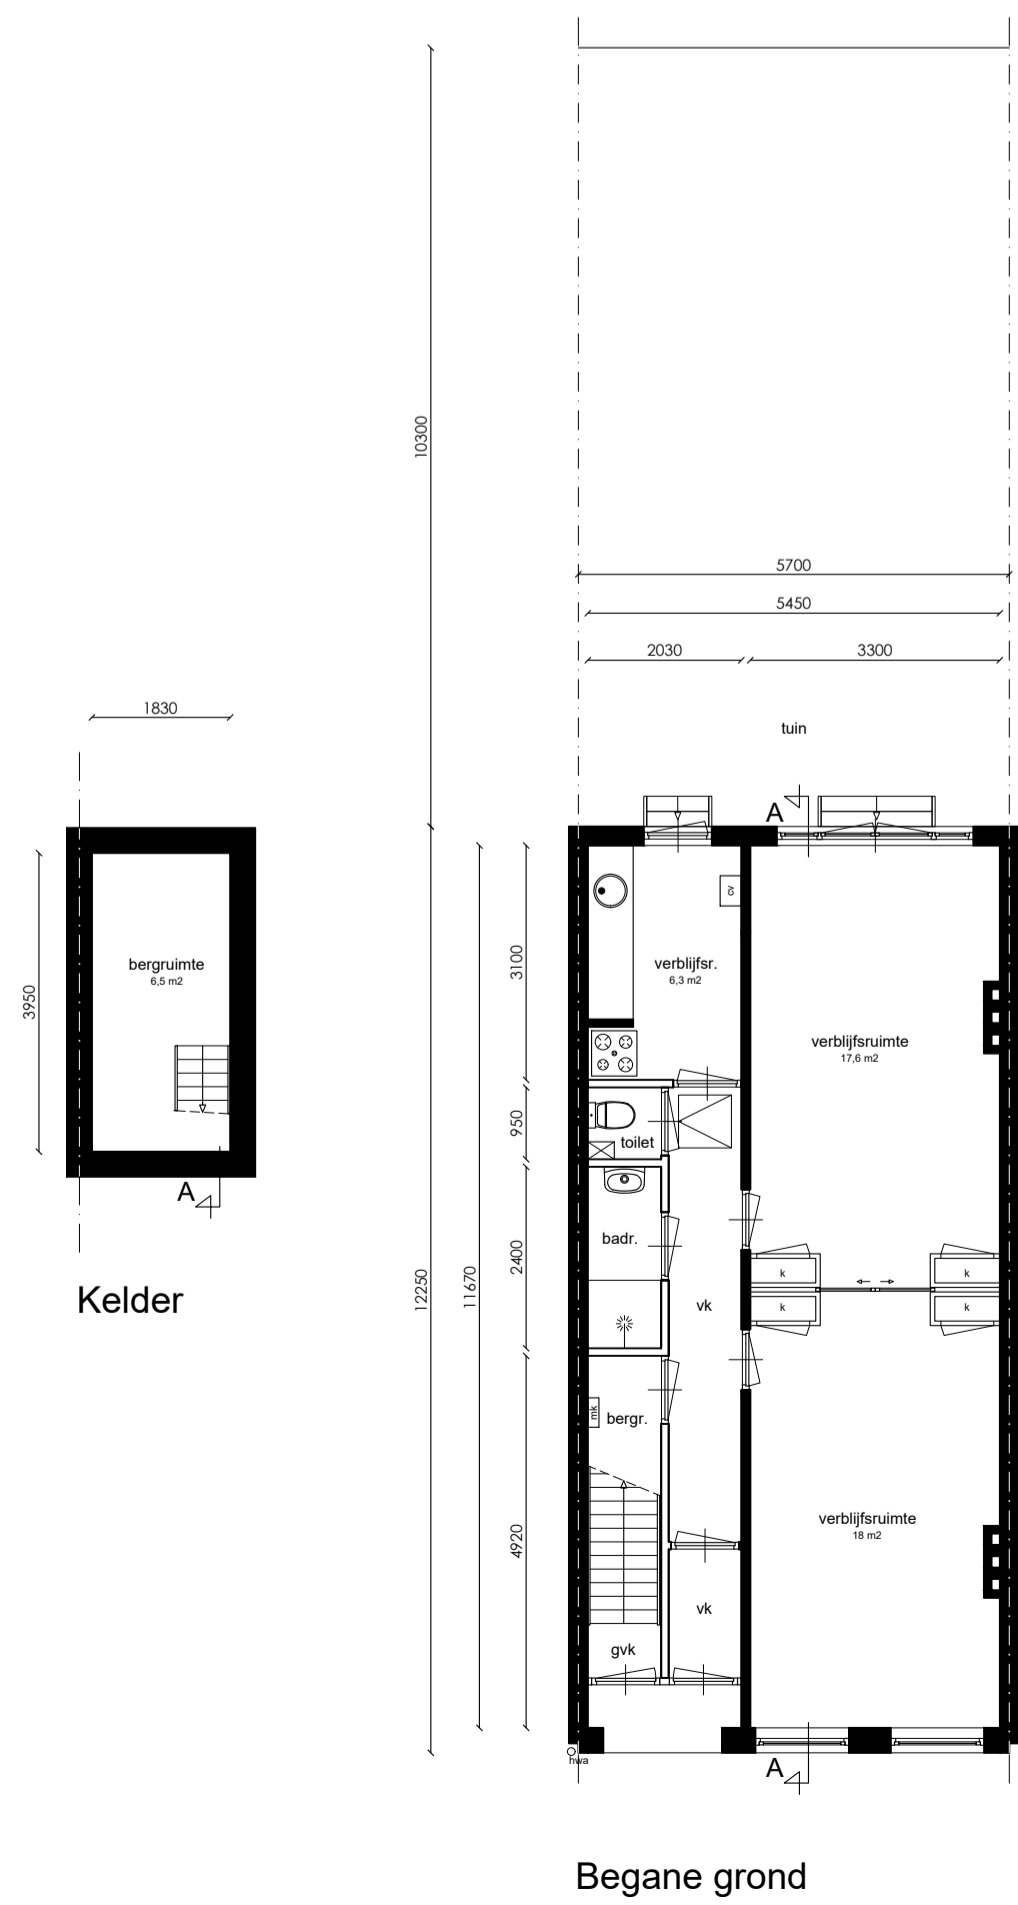 10300
5700
5450
2030
3300
1830
tuin
A
cv
bergruimte
6,5 m2
3950
3100
verblijfsr.
6,3 m2
verblijfsruimte
17,6 m2
950
toilet
A
badr.
2400
k
k
Kelder
12250
11670
vk
k
k
mk
bergr.
4920
verblijfsruimte
18 m2
vk
gvk
hwa
A
Begane grond